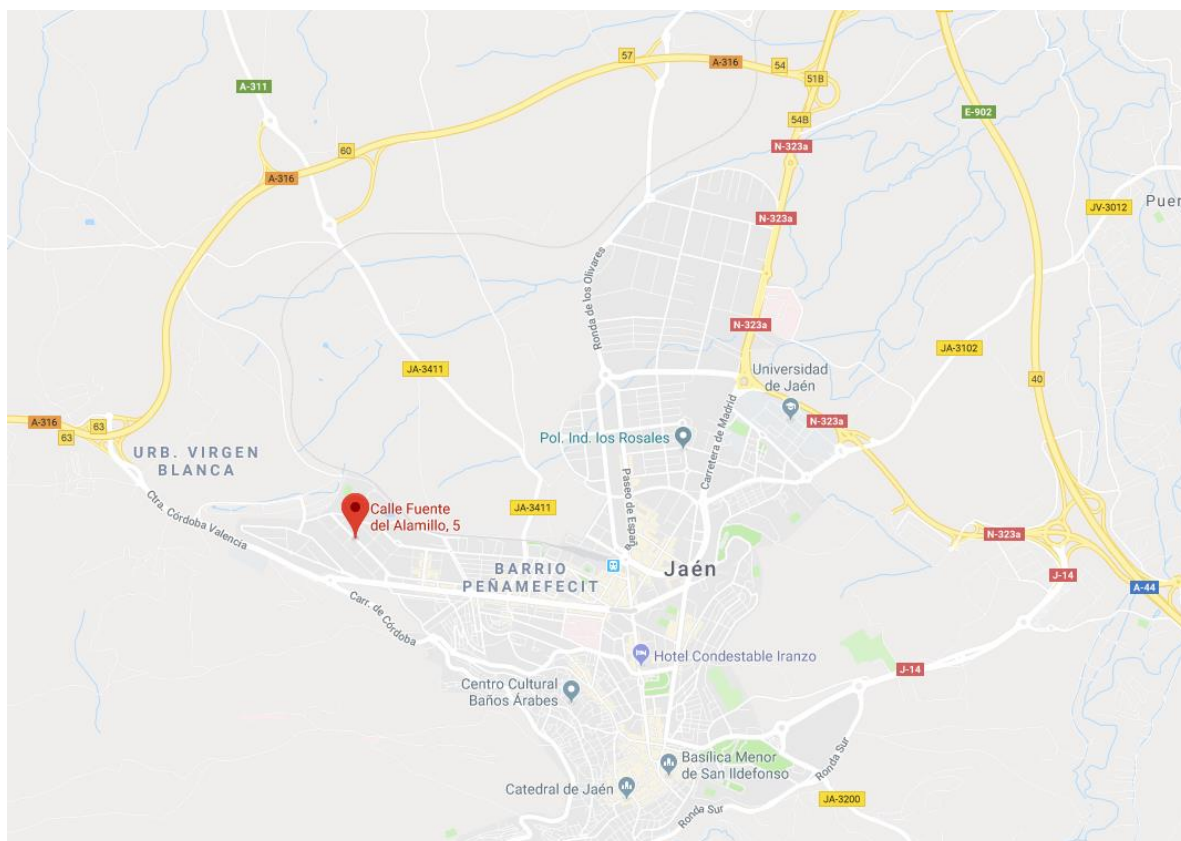 57
A-316
54
51B
A-311
E-902
54B
N-323a
60
A-316
JV-3012
Puer
N-323a
Ronda de los Olivares
N-323a
JA-3102
JA-3411
Universidad
de Jaén
40
A-316
63
63
N-323a
Carretera de Madrid
Pol. Ind. los Rosales
URB. VIRGEN
BLANCA
Paseo de Españ
Ctra. Córdoba Valencia
Calle Fuente
del Alamillo, 5
JA-3411
N-323a
BARRIO
PEÑAMEFECIT
Jaén
J-14
A-44
Carr. de Córdoba
Hotel Condestable Iranzo
J-14
Centro Cultural
Baños Árabes
Basílica Menor
de San Ildefonso
Ronda Sur
Catedral de Jaén
JA-3200
Ronda Sur